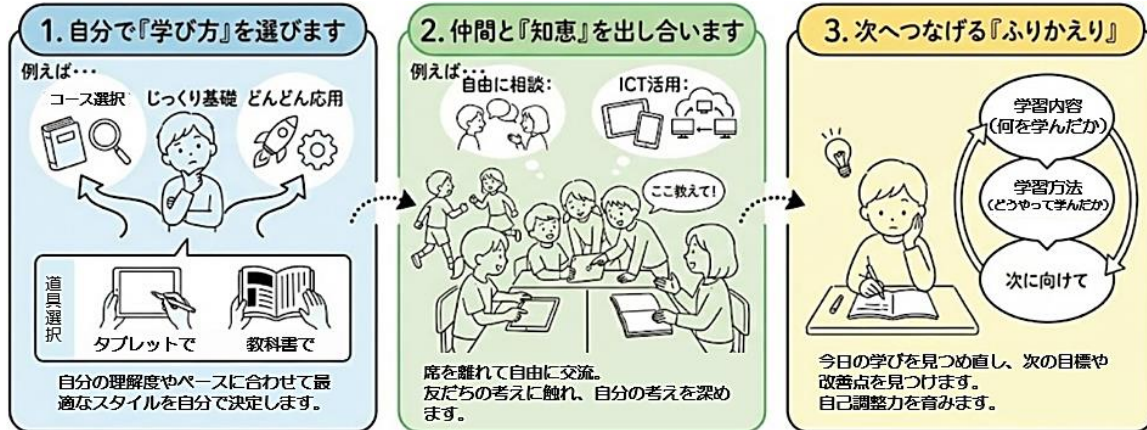 1. 自分で『学び方』を選びます
例えば…
コース選択
じっくり基礎
どんどん応用
道具選択
タブレットで
教科書で
自分の理解度やペースに合わせて最
適なスタイルを自分で決定します。
2. 仲間と『知恵』を出し合います
例えば…
自由に相談:
ICT活用:
ここ教えて!
席を離れて自由に交流。
友だちの考えに触れ、自分の考えを深め
ます。
3. 次へつなげる『ふりかえり』
学習内容
(何を学んだか)
学習方法
(どうやって学んだか)
次に向けて
今日の学びを見つめ直し、次の目標や
改善点を見つけます。
自己調整力を育みます。